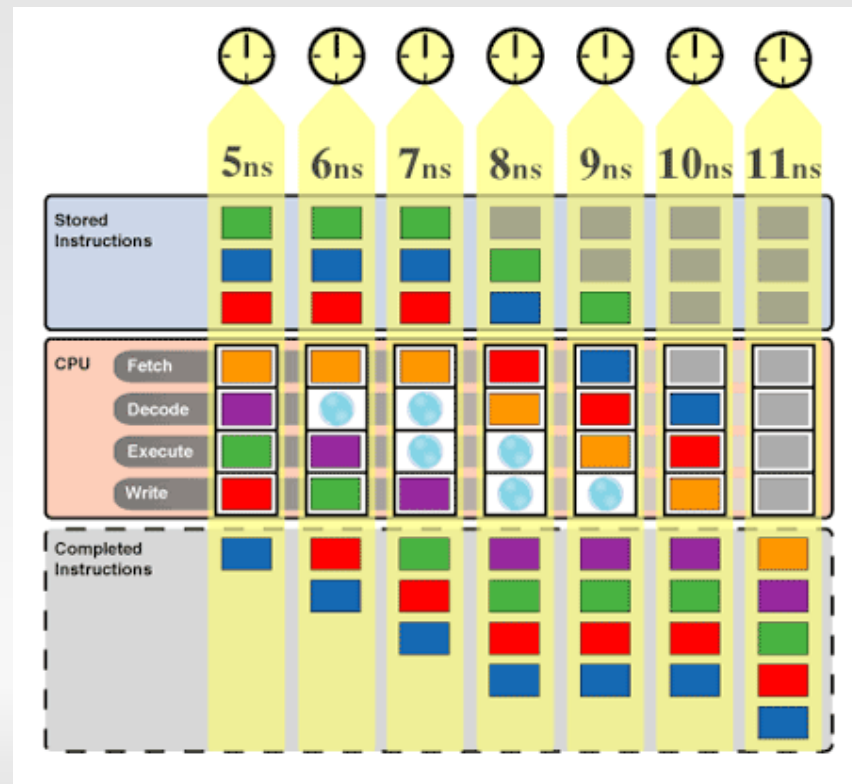 5ns 6ns 7ns 8ns 9ns 10ns 11ns
Stored
Instructions
CPU
Fetch
Decode
Execute
Write
Completed
Instructions